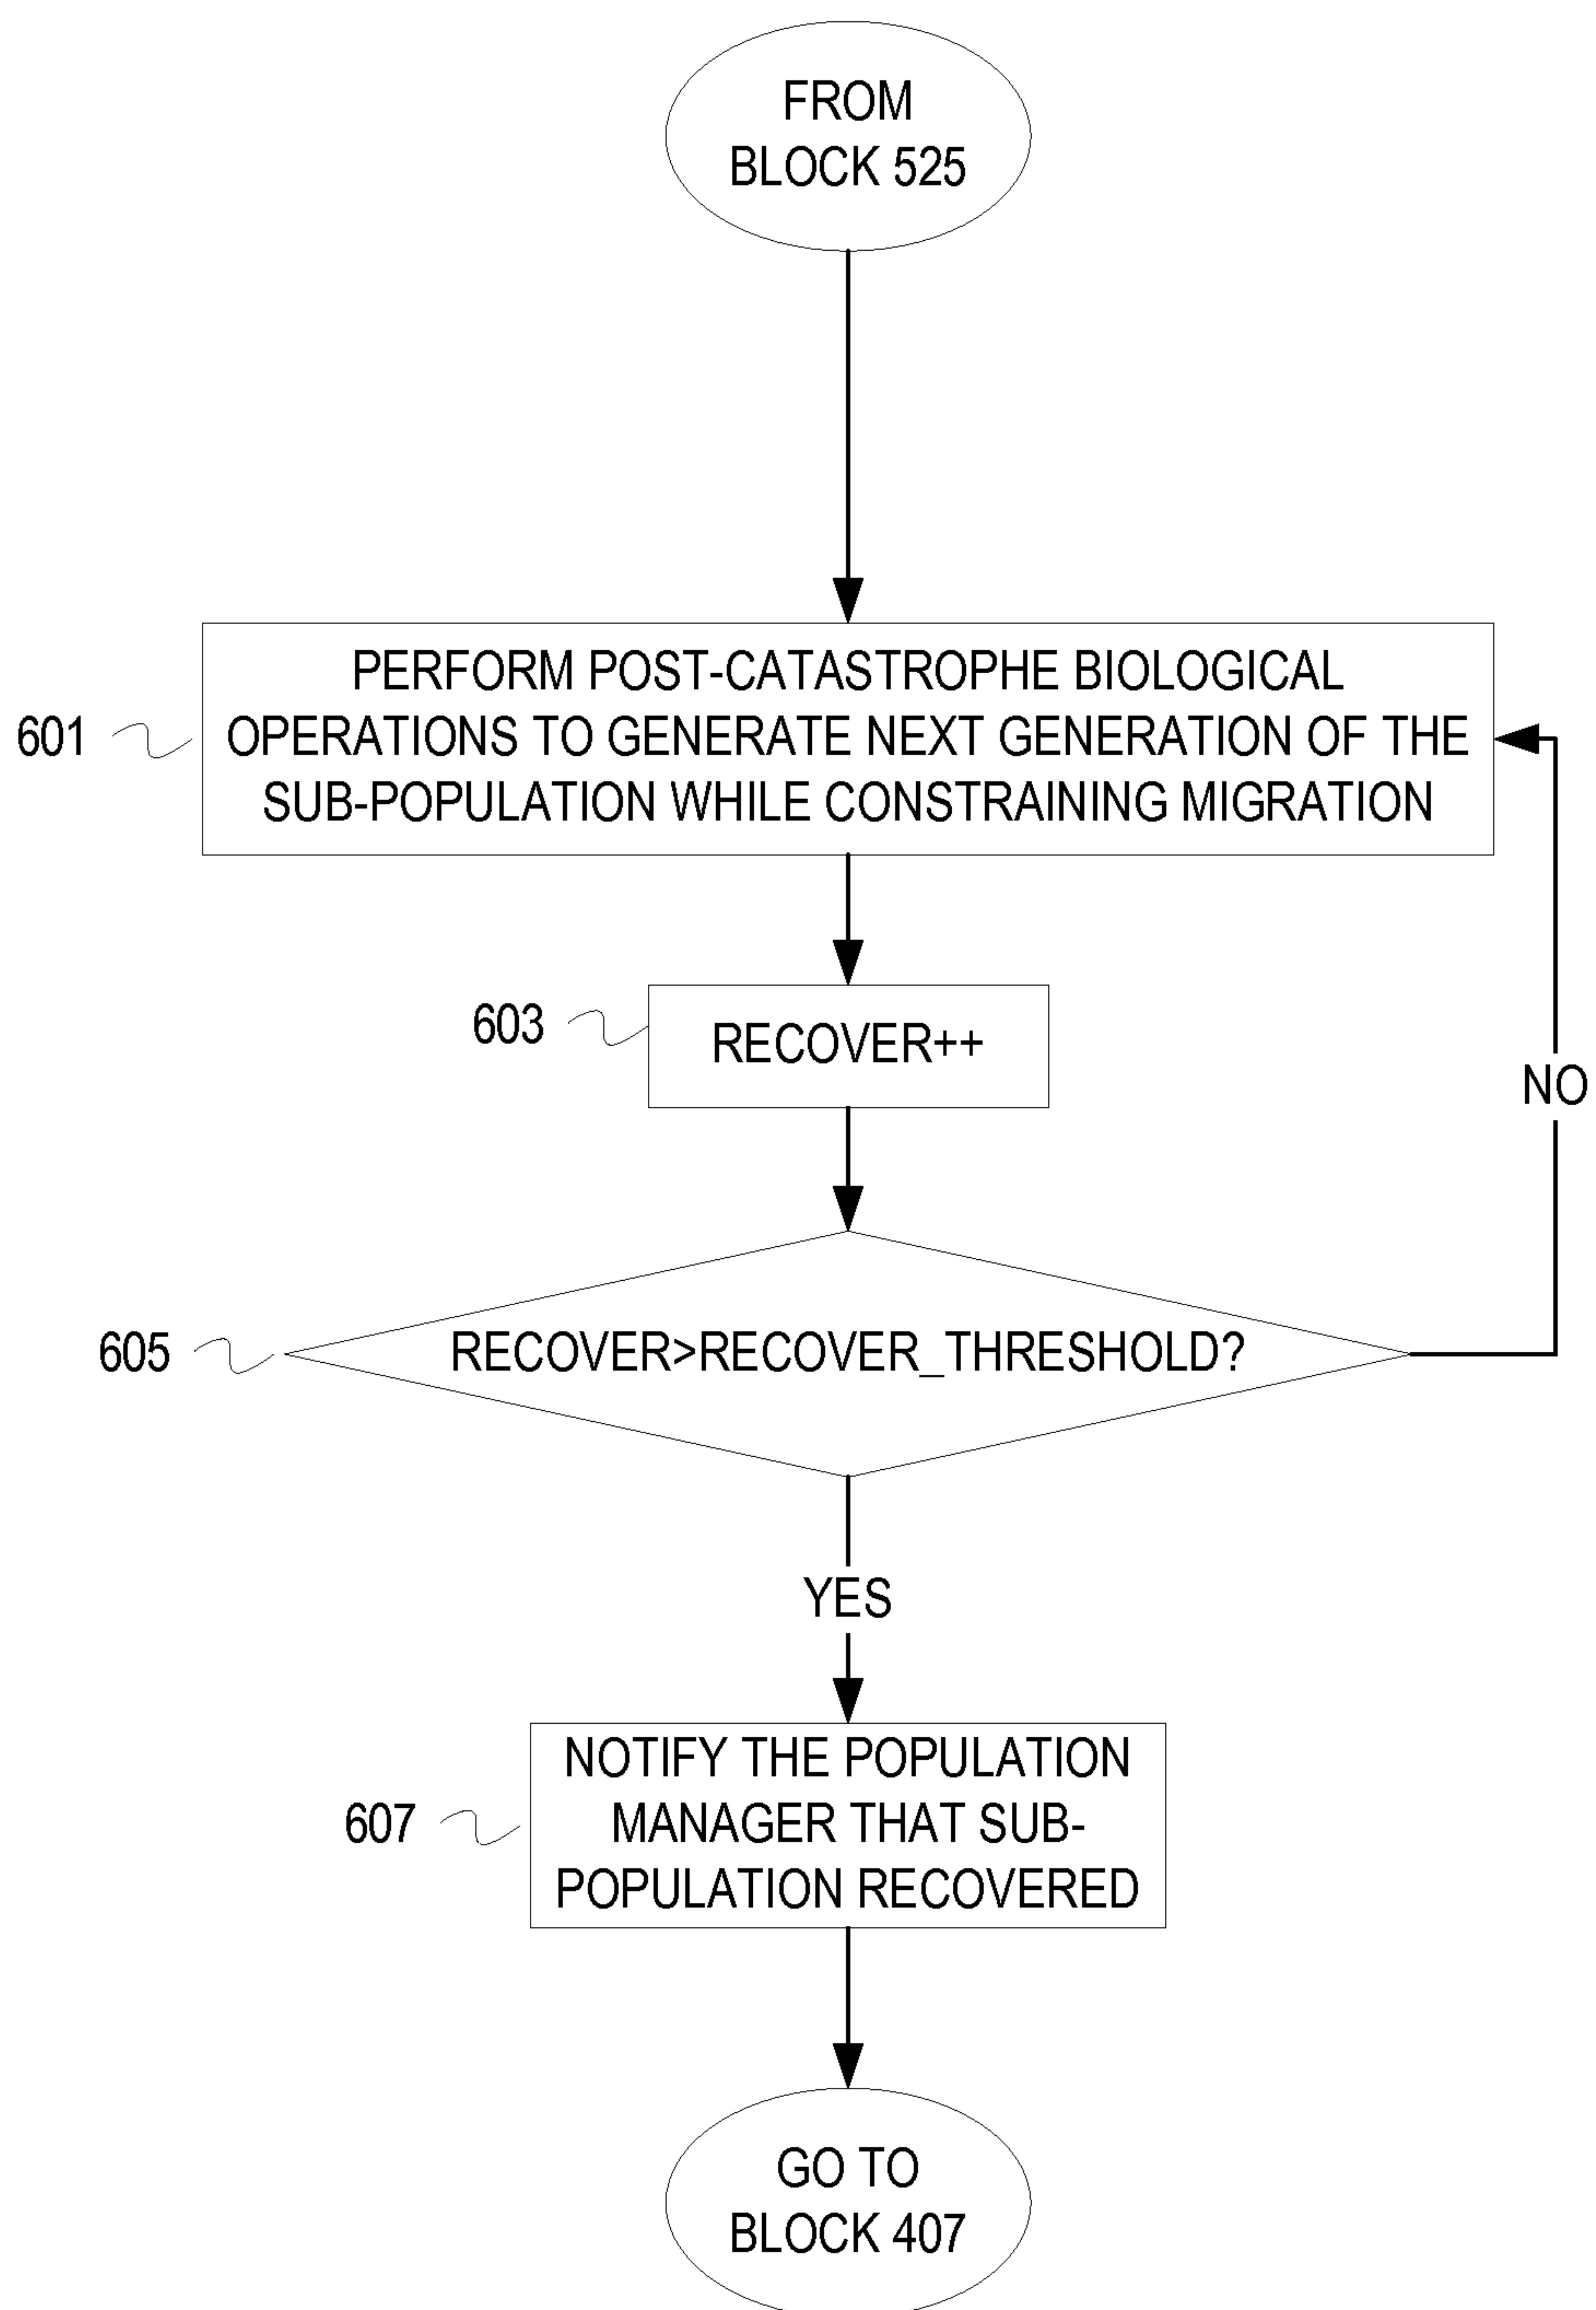 FROM
BLOCK 525
PERFORM POST-CATASTROPHE BIOLOGICAL
601
OPERATIONS TO GENERATE NEXT GENERATION OF THE
SUB-POPULATION WHILE CONSTRAINING MIGRATION
603
RECOVER++
NO
605
RECOVER>RECOVER_THRESHOLD?
YES
NOTIFY THE POPULATION
607
MANAGER THAT SUB-
POPULATION RECOVERED
GO TO
BLOCK 407